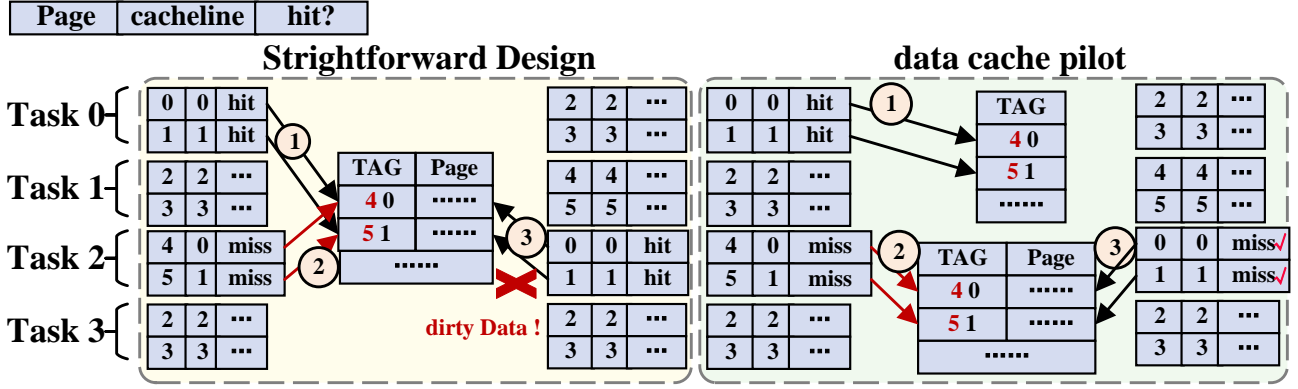 Page cacheline hit?
Strightforward Design
data cache pilot
Task 0
0 0 hit
1 1 hit
Task 1
2 2 ...
3 3 ...
Task 2
4 0 miss
5 1 miss
Task 3
2 2 ...
3 3 ...
1
2
3
TAG Page
4 0 ......
5 1 ......
......
dirty Data !
2 2 ...
3 3 ...
4 4 ...
5 5 ...
0 0 hit
1 1 hit
2 2 ...
3 3 ...
0 0 hit
1 1 hit
2 2 ...
3 3 ...
4 0 miss
5 1 miss
2 2 ...
3 3 ...
1
TAG
4 0
5 1
......
2
3
TAG Page
4 0 ......
5 1 ......
......
2 2 ...
3 3 ...
4 4 ...
5 5 ...
0 0 miss√
1 1 miss√
2 2 ...
3 3 ...